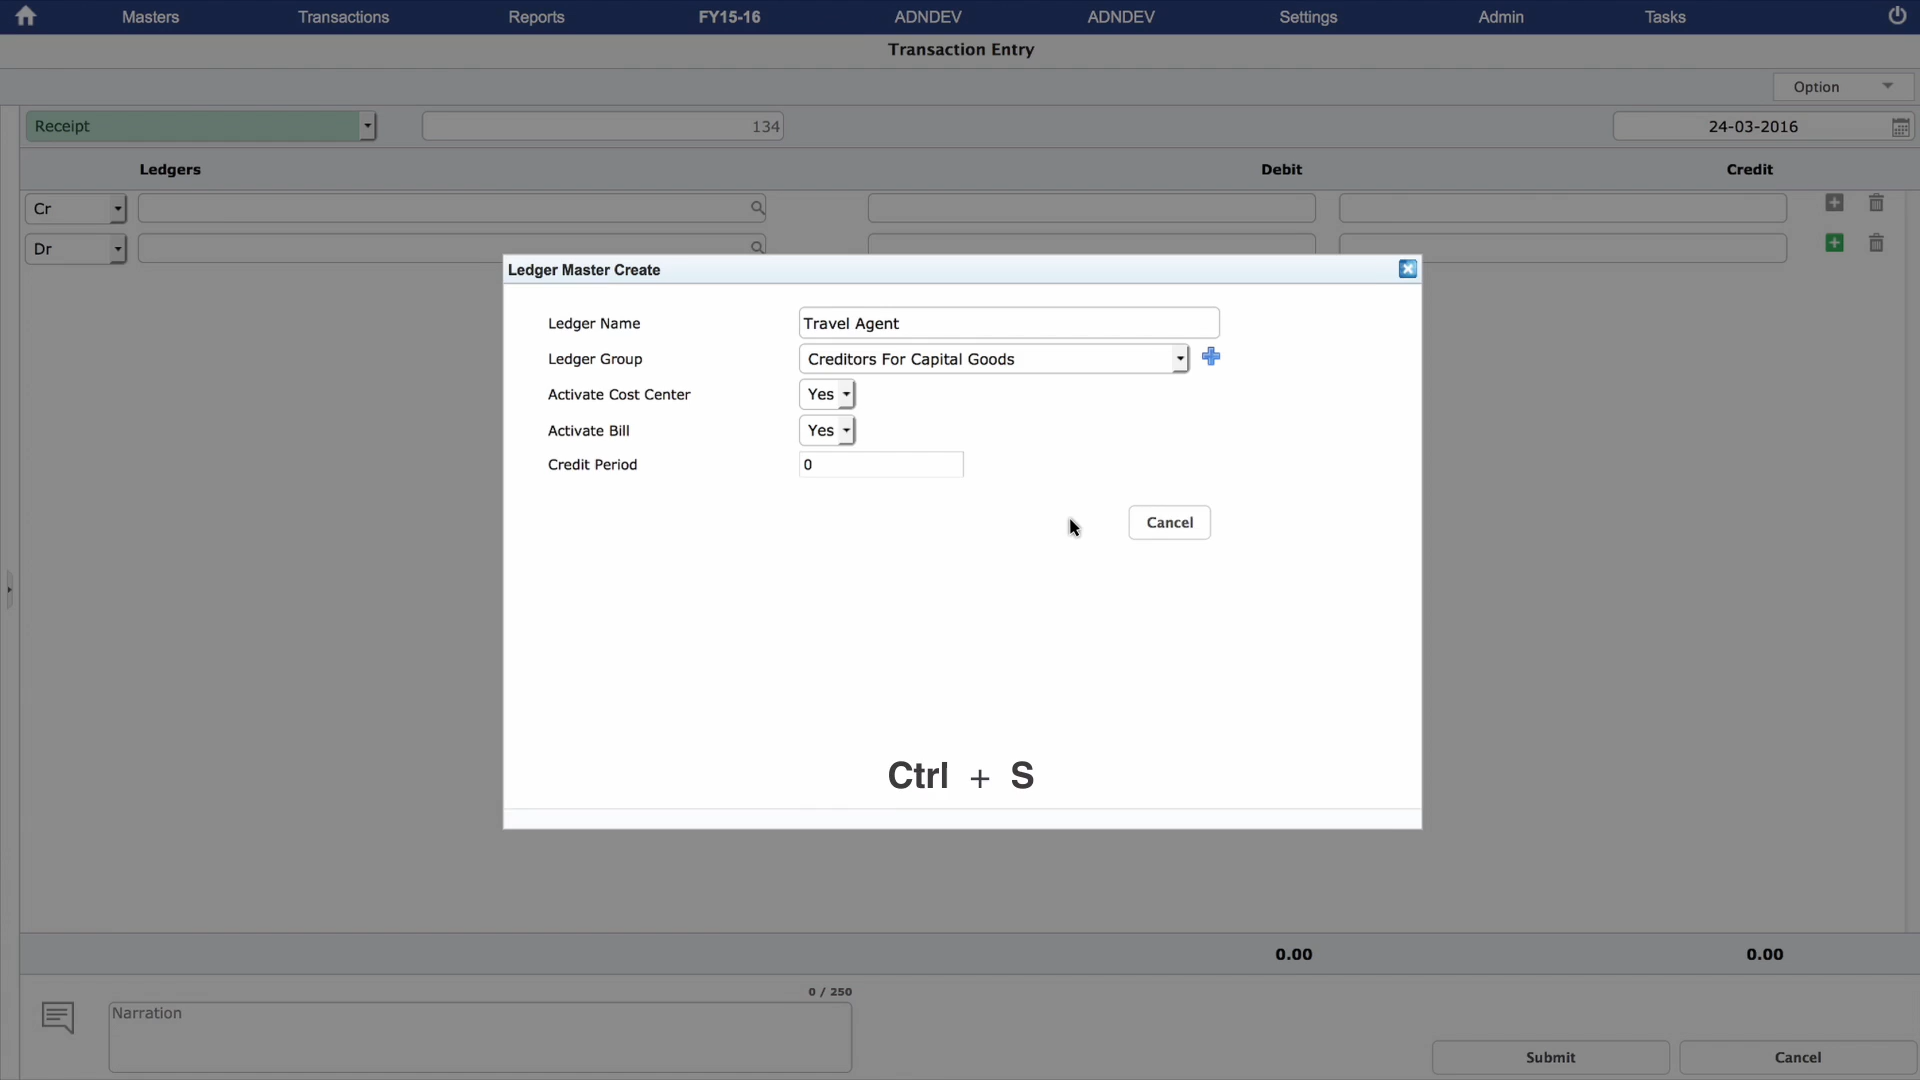 Masters Transactions Reports FY15-16 ADNDEV ADNDEV Settings Admin Tasks
Transaction Entry
Option
Receipt 134 24-03-2016
Ledgers Debit Credit
Cr
Dr
Ledger Master Create
Ledger Name Travel Agent
Ledger Group Creditors For Capital Goods
Activate Cost Center Yes
Activate Bill Yes
Credit Period 0
Cancel
Ctrl + S
0.00 0.00
0 / 250
Narration
Submit Cancel